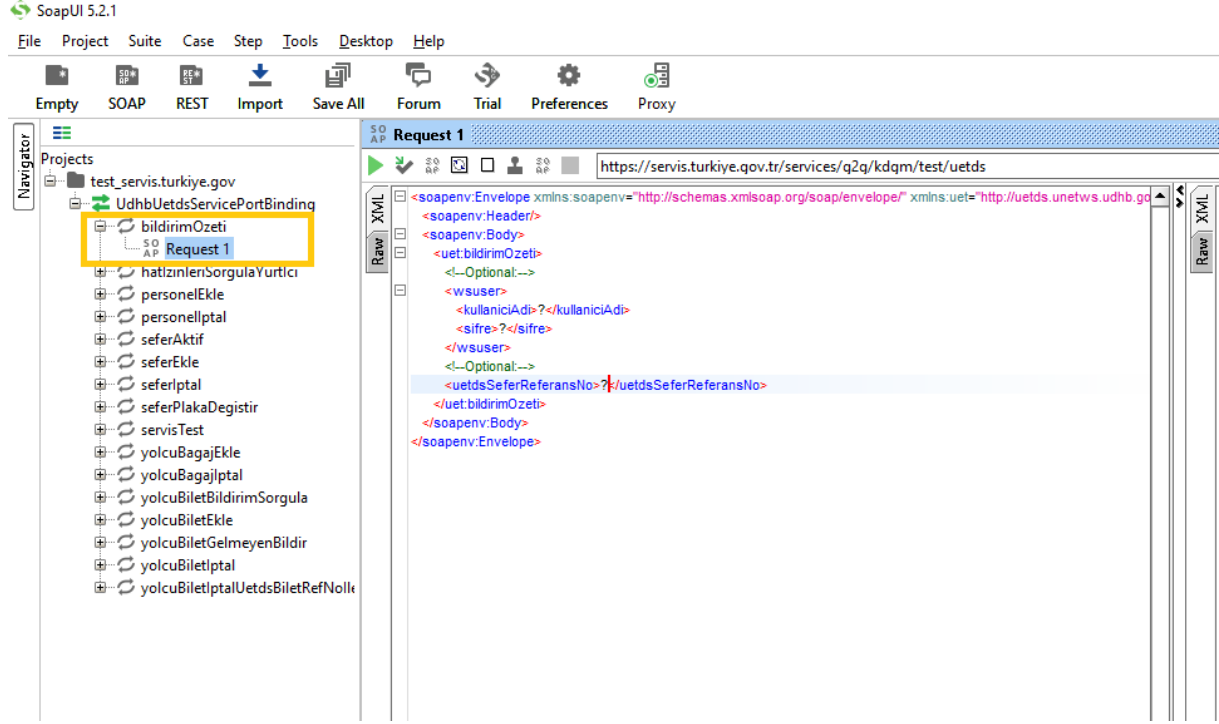 SoapUI 5.2.1
File Project Suite Case Step Tools Desktop Help
Empty SOAP REST Import Save All Forum Trial Preferences Proxy
Navigator
Projects
test_servis.turkiye.gov
UdhbUetdsServicePortBinding
bildirimOzeti
SOAP Request 1
hatIzinleriSorgulaYurtIci
personelEkle
personelIptal
seferAktif
seferEkle
seferIptal
seferPlakaDegistir
servisTest
yolcuBagajEkle
yolcuBagajIptal
yolcuBiletBildirimSorgula
yolcuBiletEkle
yolcuBiletGelmeyenBildir
yolcuBiletIptal
yolcuBiletIptalUetdsBiletRefNolle
SOAP Request 1
https://servis.turkiye.gov.tr/services/g2g/kdgm/test/uetds
XML
Raw
<soapenv:Envelope xmlns:soapenv="http://schemas.xmlsoap.org/soap/envelope/" xmlns:uet="http://uetds.unetws.udhb.go
<soapenv:Header/>
<soapenv:Body>
<uet:bildirimOzeti>
<!--Optional:-->
<wsuser>
<kullaniciAdi>?</kullaniciAdi>
<sifre>?</sifre>
</wsuser>
<!--Optional:-->
<uetdsSeferReferansNo>?</uetdsSeferReferansNo>
</uet:bildirimOzeti>
</soapenv:Body>
</soapenv:Envelope>
XML
Raw